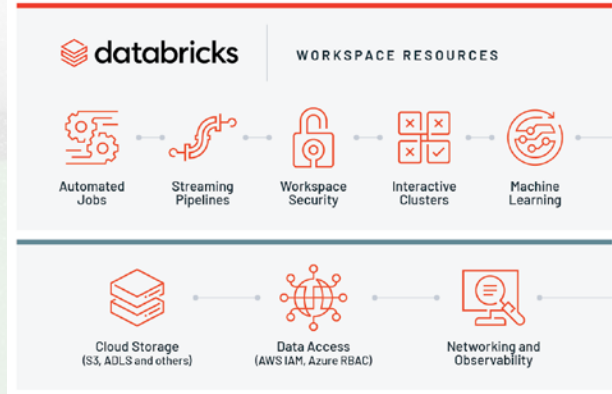 databricks
WORKSPACE RESOURCES
Automated
Jobs
Streaming
Pipelines
Workspace
Security
Interactive
Clusters
Machine
Learning
Cloud Storage
(S3, ADLS and others)
Data Access
(AWS IAM, Azure RBAC)
Networking and
Observability